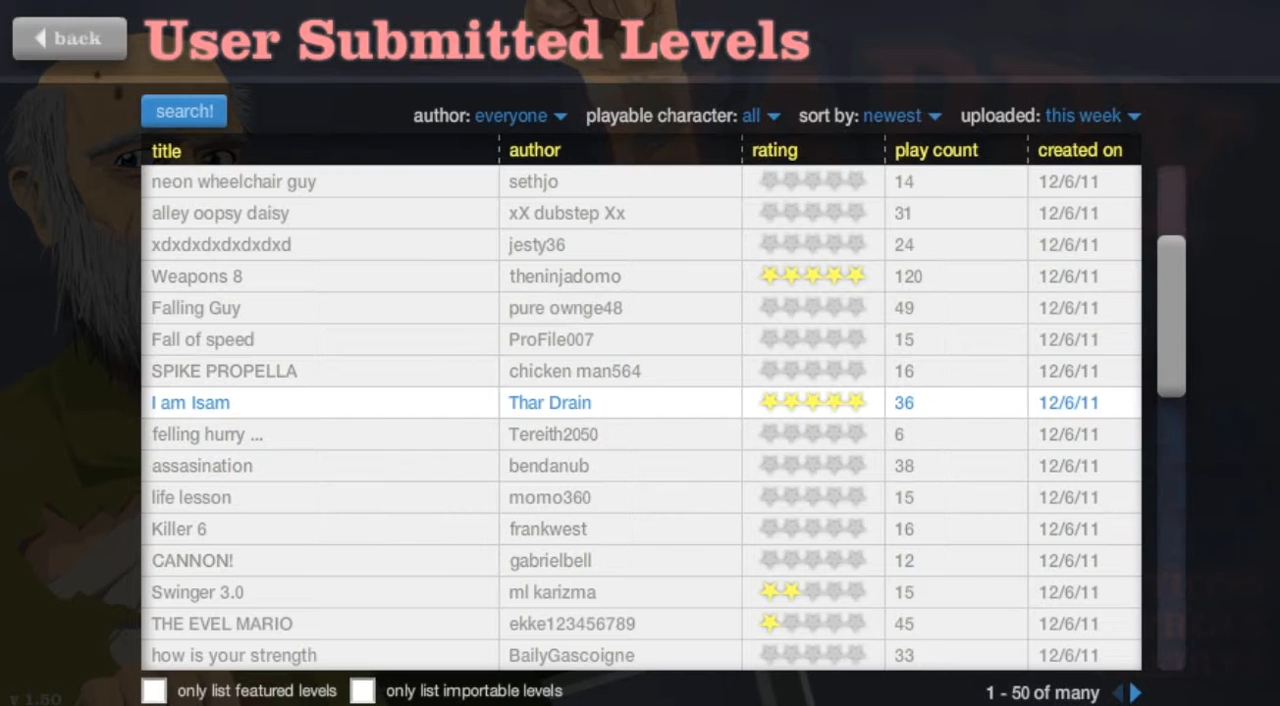 back
User Submitted Levels
search!
author: everyone playable character: all sort by: newest uploaded: this week
title author rating play count created on
neon wheelchair guy sethjo 14 12/6/11
alley oopsy daisy xX dubstep Xx 31 12/6/11
xdxdxdxdxdxdxd jesty36 24 12/6/11
Weapons 8 theninjadomo 120 12/6/11
Falling Guy pure ownge48 49 12/6/11
Fall of speed ProFile007 15 12/6/11
SPIKE PROPELLA chicken man564 16 12/6/11
I am Isam Thar Drain 36 12/6/11
felling hurry ... Tereith2050 6 12/6/11
assasination bendanub 38 12/6/11
life lesson momo360 15 12/6/11
Killer 6 frankwest 16 12/6/11
CANNON! gabrielbell 12 12/6/11
Swinger 3.0 ml karizma 15 12/6/11
THE EVEL MARIO ekke123456789 45 12/6/11
how is your strength BailyGascoigne 33 12/6/11
v 1.50 only list featured levels only list importable levels 1 - 50 of many